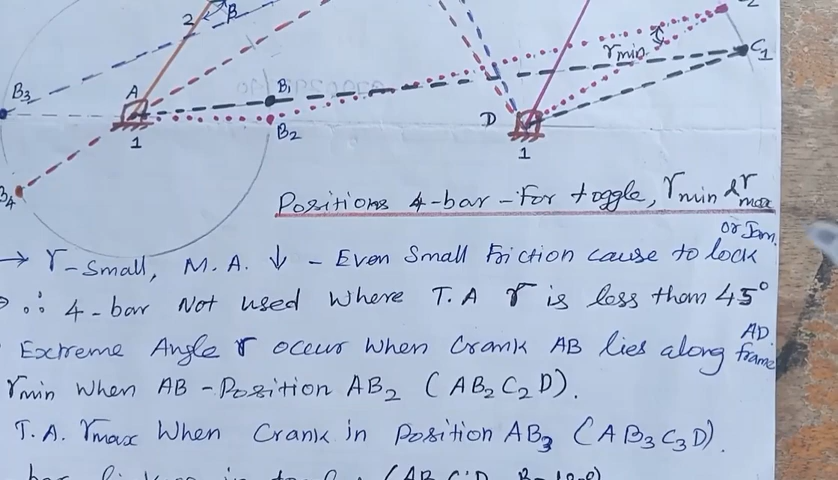 2 β
B3 A B1 γmin C1
B2 D
1 1
B4
Positions 4-bar - For toggle, γmin & γmax
or Jam.
→ γ - Small, M.A. ↓ - Even Small Friction cause to lock
∴ 4-bar Not used Where T.A γ is less than 45°
Extreme Angle γ occur When Crank AB lies along frame AD.
γmin When AB - Position AB2 (AB2C2D).
T.A. γmax When Crank in Position AB3 (AB3C3D).